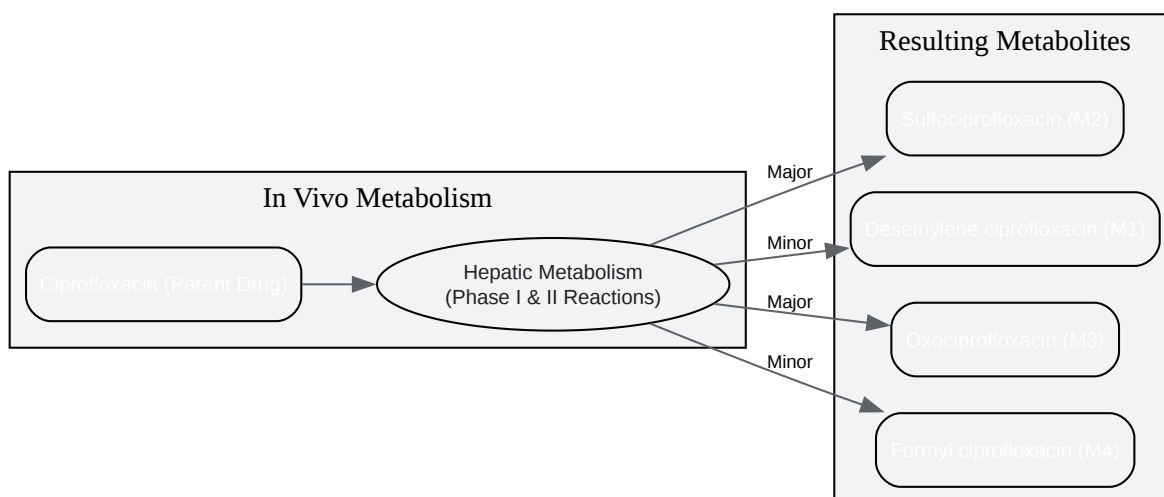 In Vivo Metabolism
Ciprofloxacin (Parent Drug)
Hepatic Metabolism
(Phase I & II Reactions)
Major
Minor
Major
Minor
Resulting Metabolites
Sulfociprofloxacin (M2)
Desethylene ciprofloxacin (M1)
Oxociprofloxacin (M3)
Formyl ciprofloxacin (M4)